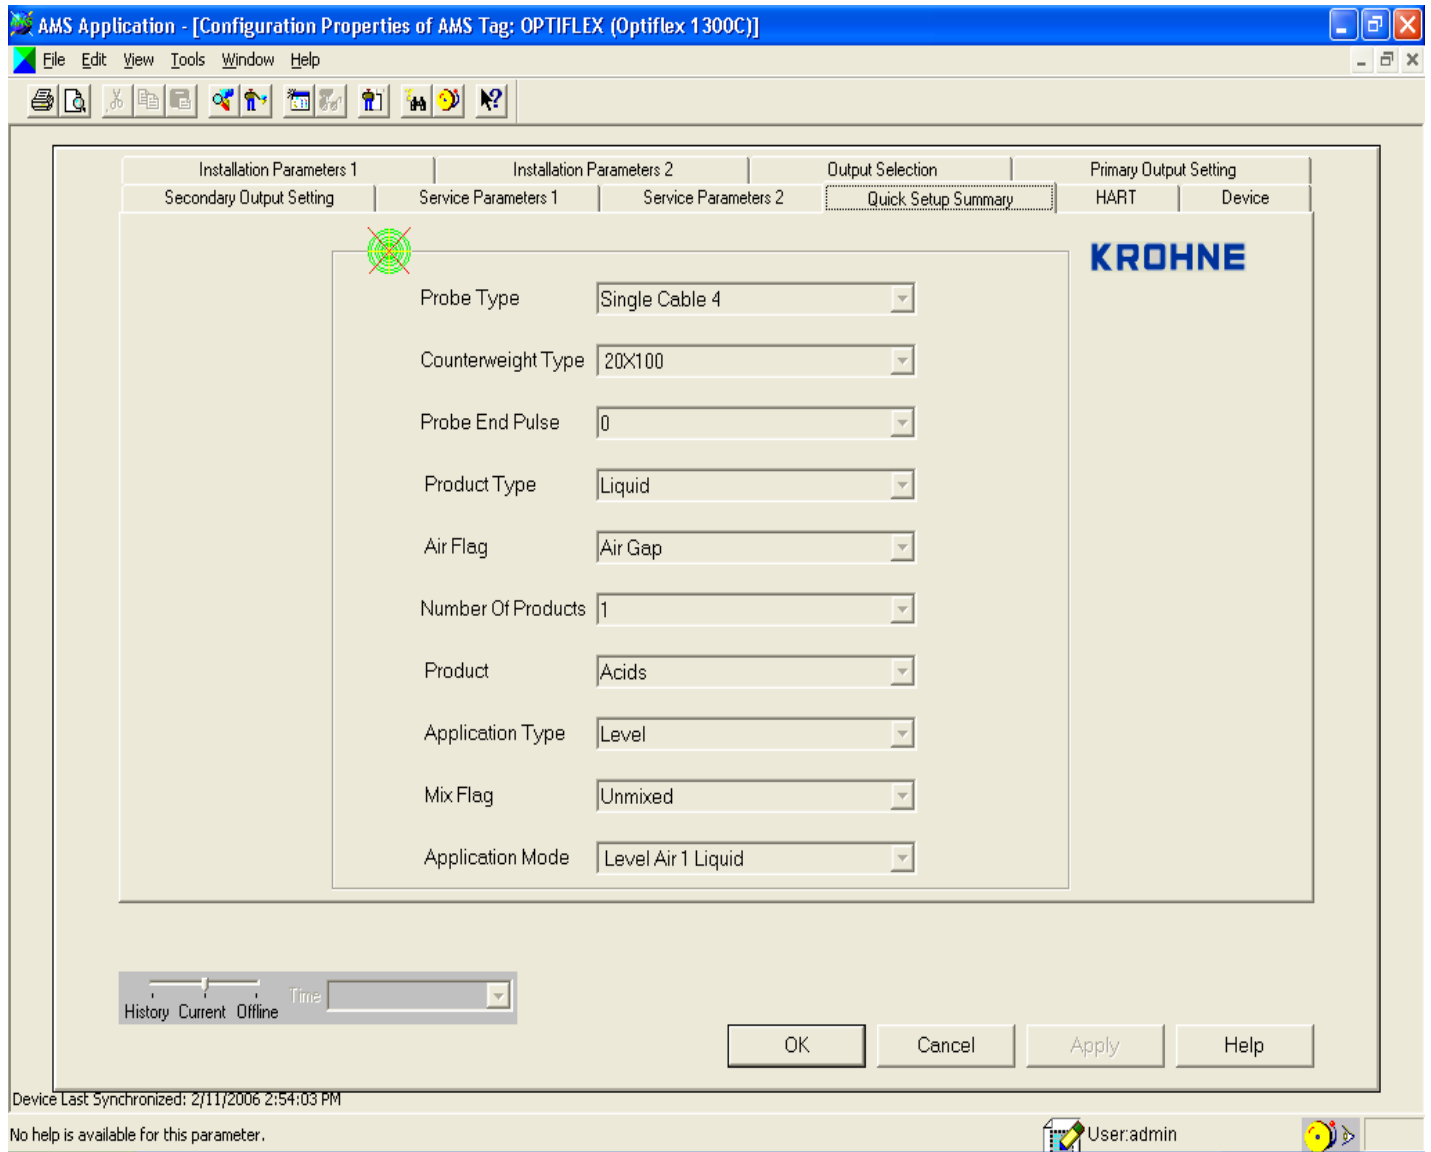 AMS Application - [Configuration Properties of AMS Tag: OPTIFLEX (Optiflex 1300C)]
File Edit View Tools Window Help
Installation Parameters 1 Installation Parameters 2 Output Selection Primary Output Setting
Secondary Output Setting Service Parameters 1 Service Parameters 2 Quick Setup Summary HART Device
KROHNE
Probe Type Single Cable 4
Counterweight Type 20X100
Probe End Pulse 0
Product Type Liquid
Air Flag Air Gap
Number Of Products 1
Product Acids
Application Type Level
Mix Flag Unmixed
Application Mode Level Air 1 Liquid
Time
History Current Offline
OK Cancel Apply Help
Device Last Synchronized: 2/11/2006 2:54:03 PM
No help is available for this parameter. User:admin